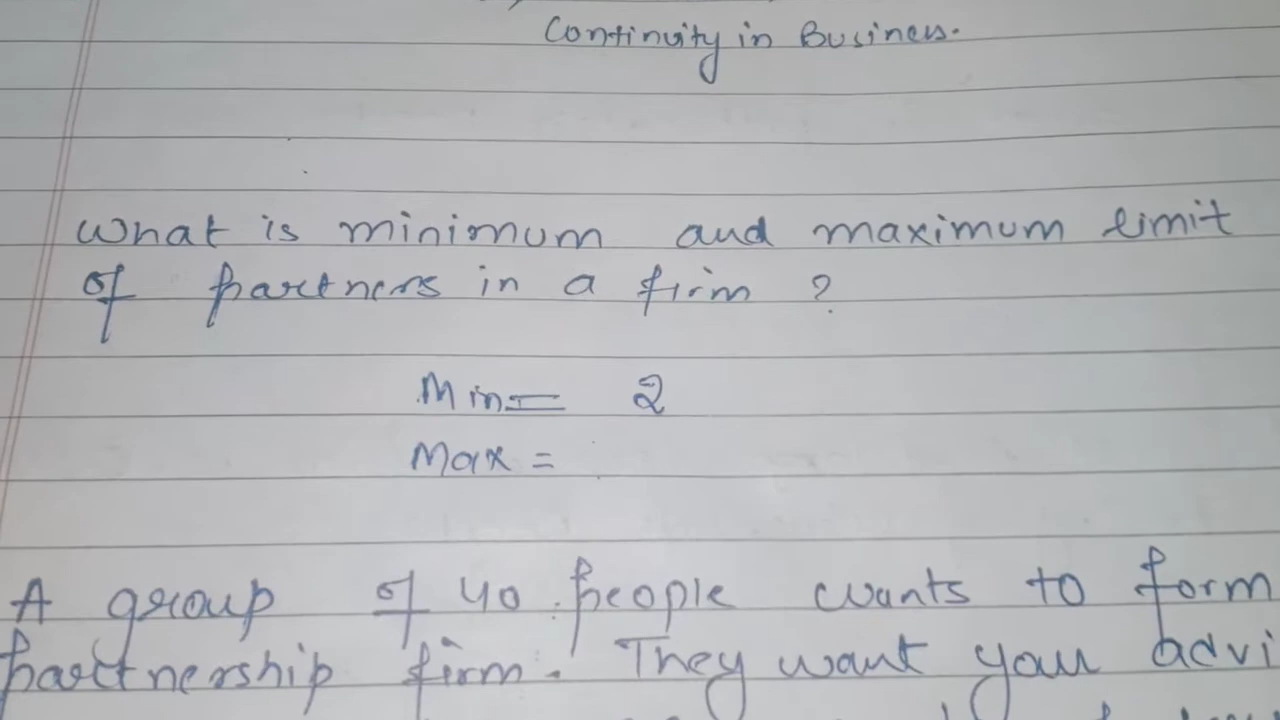 Continuity in Business.
What is minimum and maximum limit
of partners in a firm ?
Min = 2
Max =
A group of 40 people wants to form
partnership firm. They want your advi